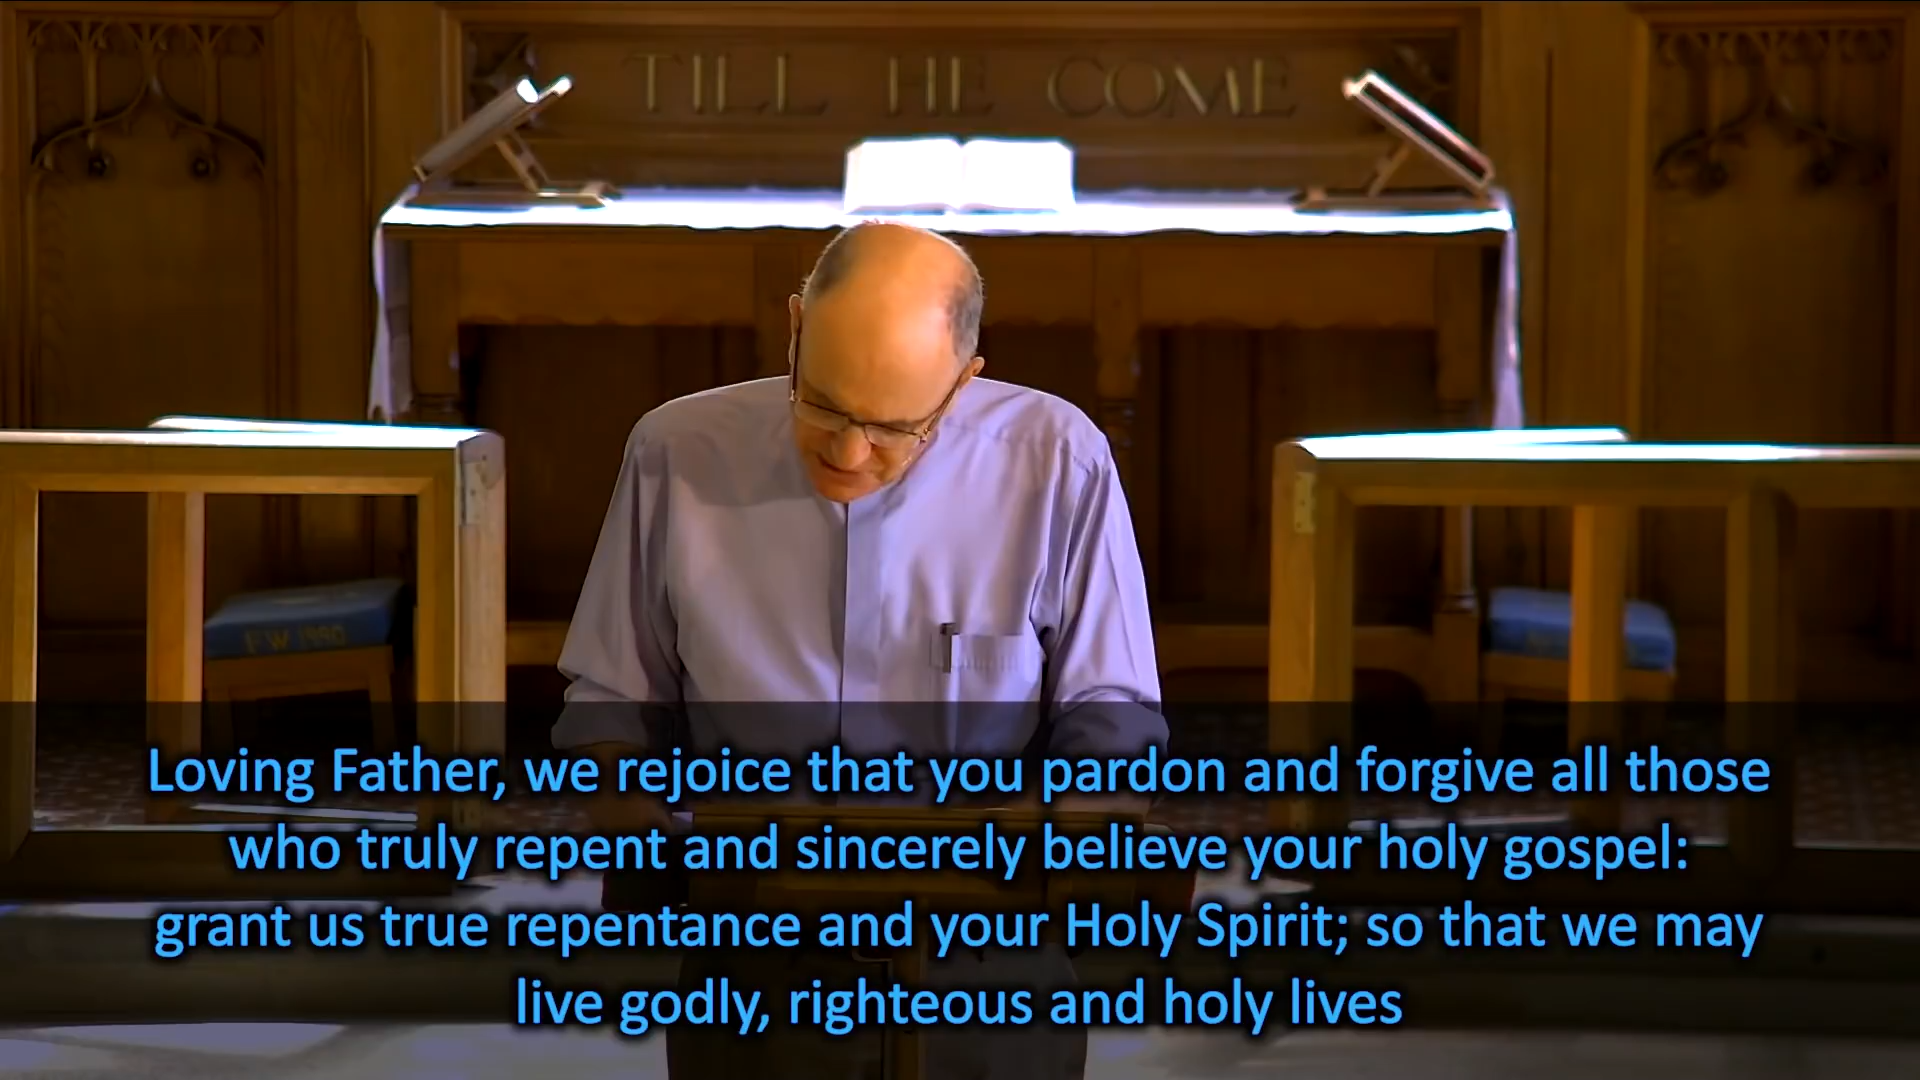 TILL HE COME
F W 1990
Loving Father, we rejoice that you pardon and forgive all those
who truly repent and sincerely believe your holy gospel:
grant us true repentance and your Holy Spirit; so that we may
live godly, righteous and holy lives